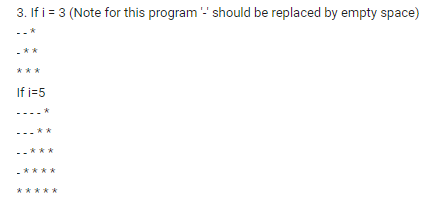 3. If i = 3 (Note for this program '-' should be replaced by empty space)
- - *
- * *
* * *
If i=5
- - - - *
- - - * *
- - * * *
- * * * *
* * * * *